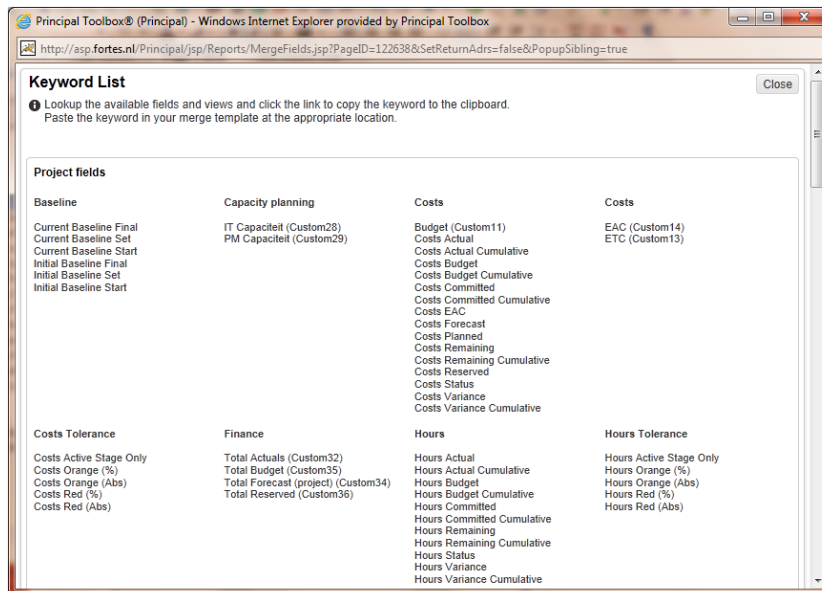 Principal Toolbox® (Principal) - Windows Internet Explorer provided by Principal Toolbox
http://asp.fortes.nl/Principal/jsp/Reports/MergeFields.jsp?PageID=122638&SetReturnAdrs=false&PopupSibling=true
Keyword List
Close
Lookup the available fields and views and click the link to copy the keyword to the clipboard.
Paste the keyword in your merge template at the appropriate location.
Project fields
Baseline
Current Baseline Final
Current Baseline Set
Current Baseline Start
Initial Baseline Final
Initial Baseline Set
Initial Baseline Start
Capacity planning
IT Capaciteit (Custom28)
PM Capaciteit (Custom29)
Costs
Budget (Custom11)
Costs Actual
Costs Actual Cumulative
Costs Budget
Costs Budget Cumulative
Costs Committed
Costs Committed Cumulative
Costs EAC
Costs Forecast
Costs Planned
Costs Remaining
Costs Remaining Cumulative
Costs Reserved
Costs Status
Costs Variance
Costs Variance Cumulative
Costs
EAC (Custom14)
ETC (Custom13)
Costs Tolerance
Costs Active Stage Only
Costs Orange (%)
Costs Orange (Abs)
Costs Red (%)
Costs Red (Abs)
Finance
Total Actuals (Custom32)
Total Budget (Custom35)
Total Forecast (project) (Custom34)
Total Reserved (Custom36)
Hours
Hours Actual
Hours Actual Cumulative
Hours Budget
Hours Budget Cumulative
Hours Committed
Hours Committed Cumulative
Hours Remaining
Hours Remaining Cumulative
Hours Status
Hours Variance
Hours Variance Cumulative
Hours Tolerance
Hours Active Stage Only
Hours Orange (%)
Hours Orange (Abs)
Hours Red (%)
Hours Red (Abs)